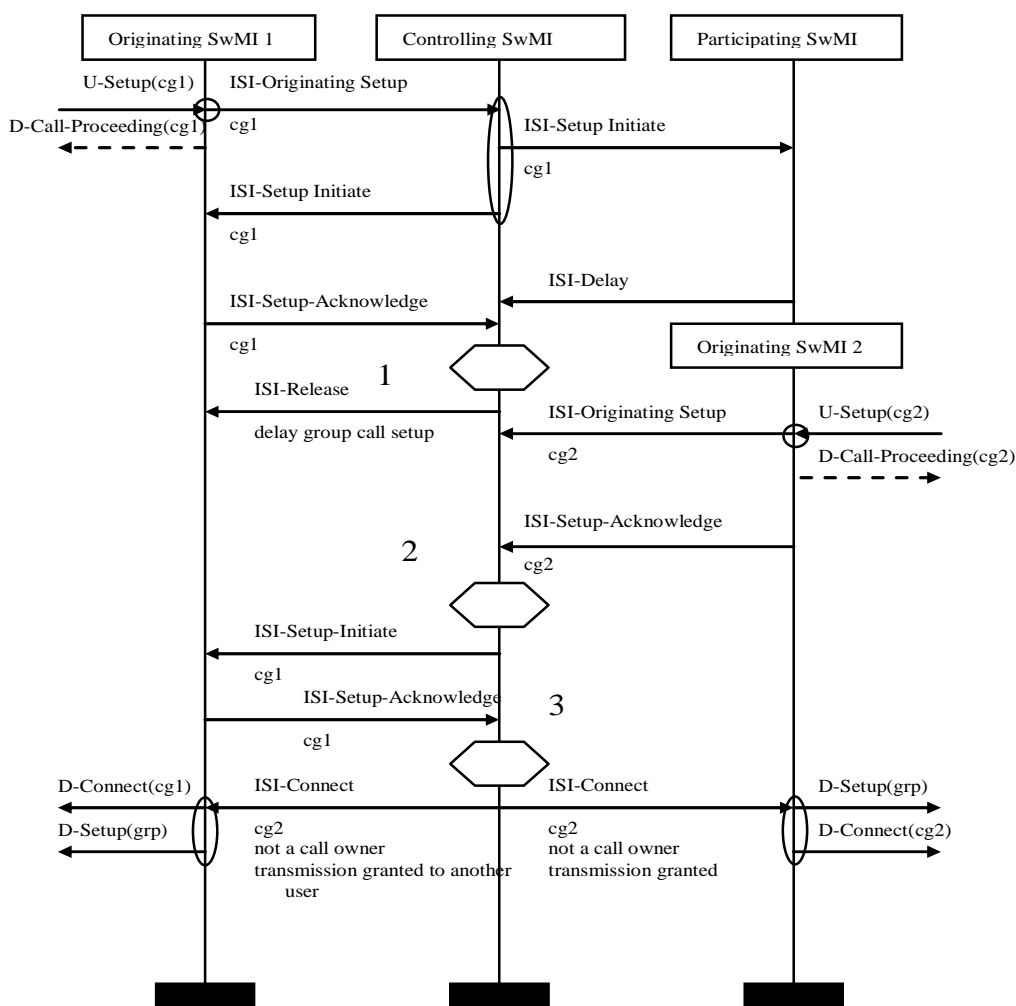 Originating SwMI 1
Controlling SwMI
Participating SwMI
U-Setup(cg1)
ISI-Originating Setup
D-Call-Proceeding(cg1)
cg1
ISI-Setup Initiate
cg1
ISI-Setup Initiate
cg1
ISI-Delay
ISI-Setup-Acknowledge
cg1
Originating SwMI 2
1
ISI-Release
delay group call setup
ISI-Originating Setup
U-Setup(cg2)
cg2
D-Call-Proceeding(cg2)
ISI-Setup-Acknowledge
cg2
2
ISI-Setup-Initiate
cg1
ISI-Setup-Acknowledge
cg1
3
D-Connect(cg1)
ISI-Connect
ISI-Connect
D-Setup(grp)
D-Setup(grp)
cg2
not a call owner
transmission granted to another
user
cg2
not a call owner
transmission granted
D-Connect(cg2)